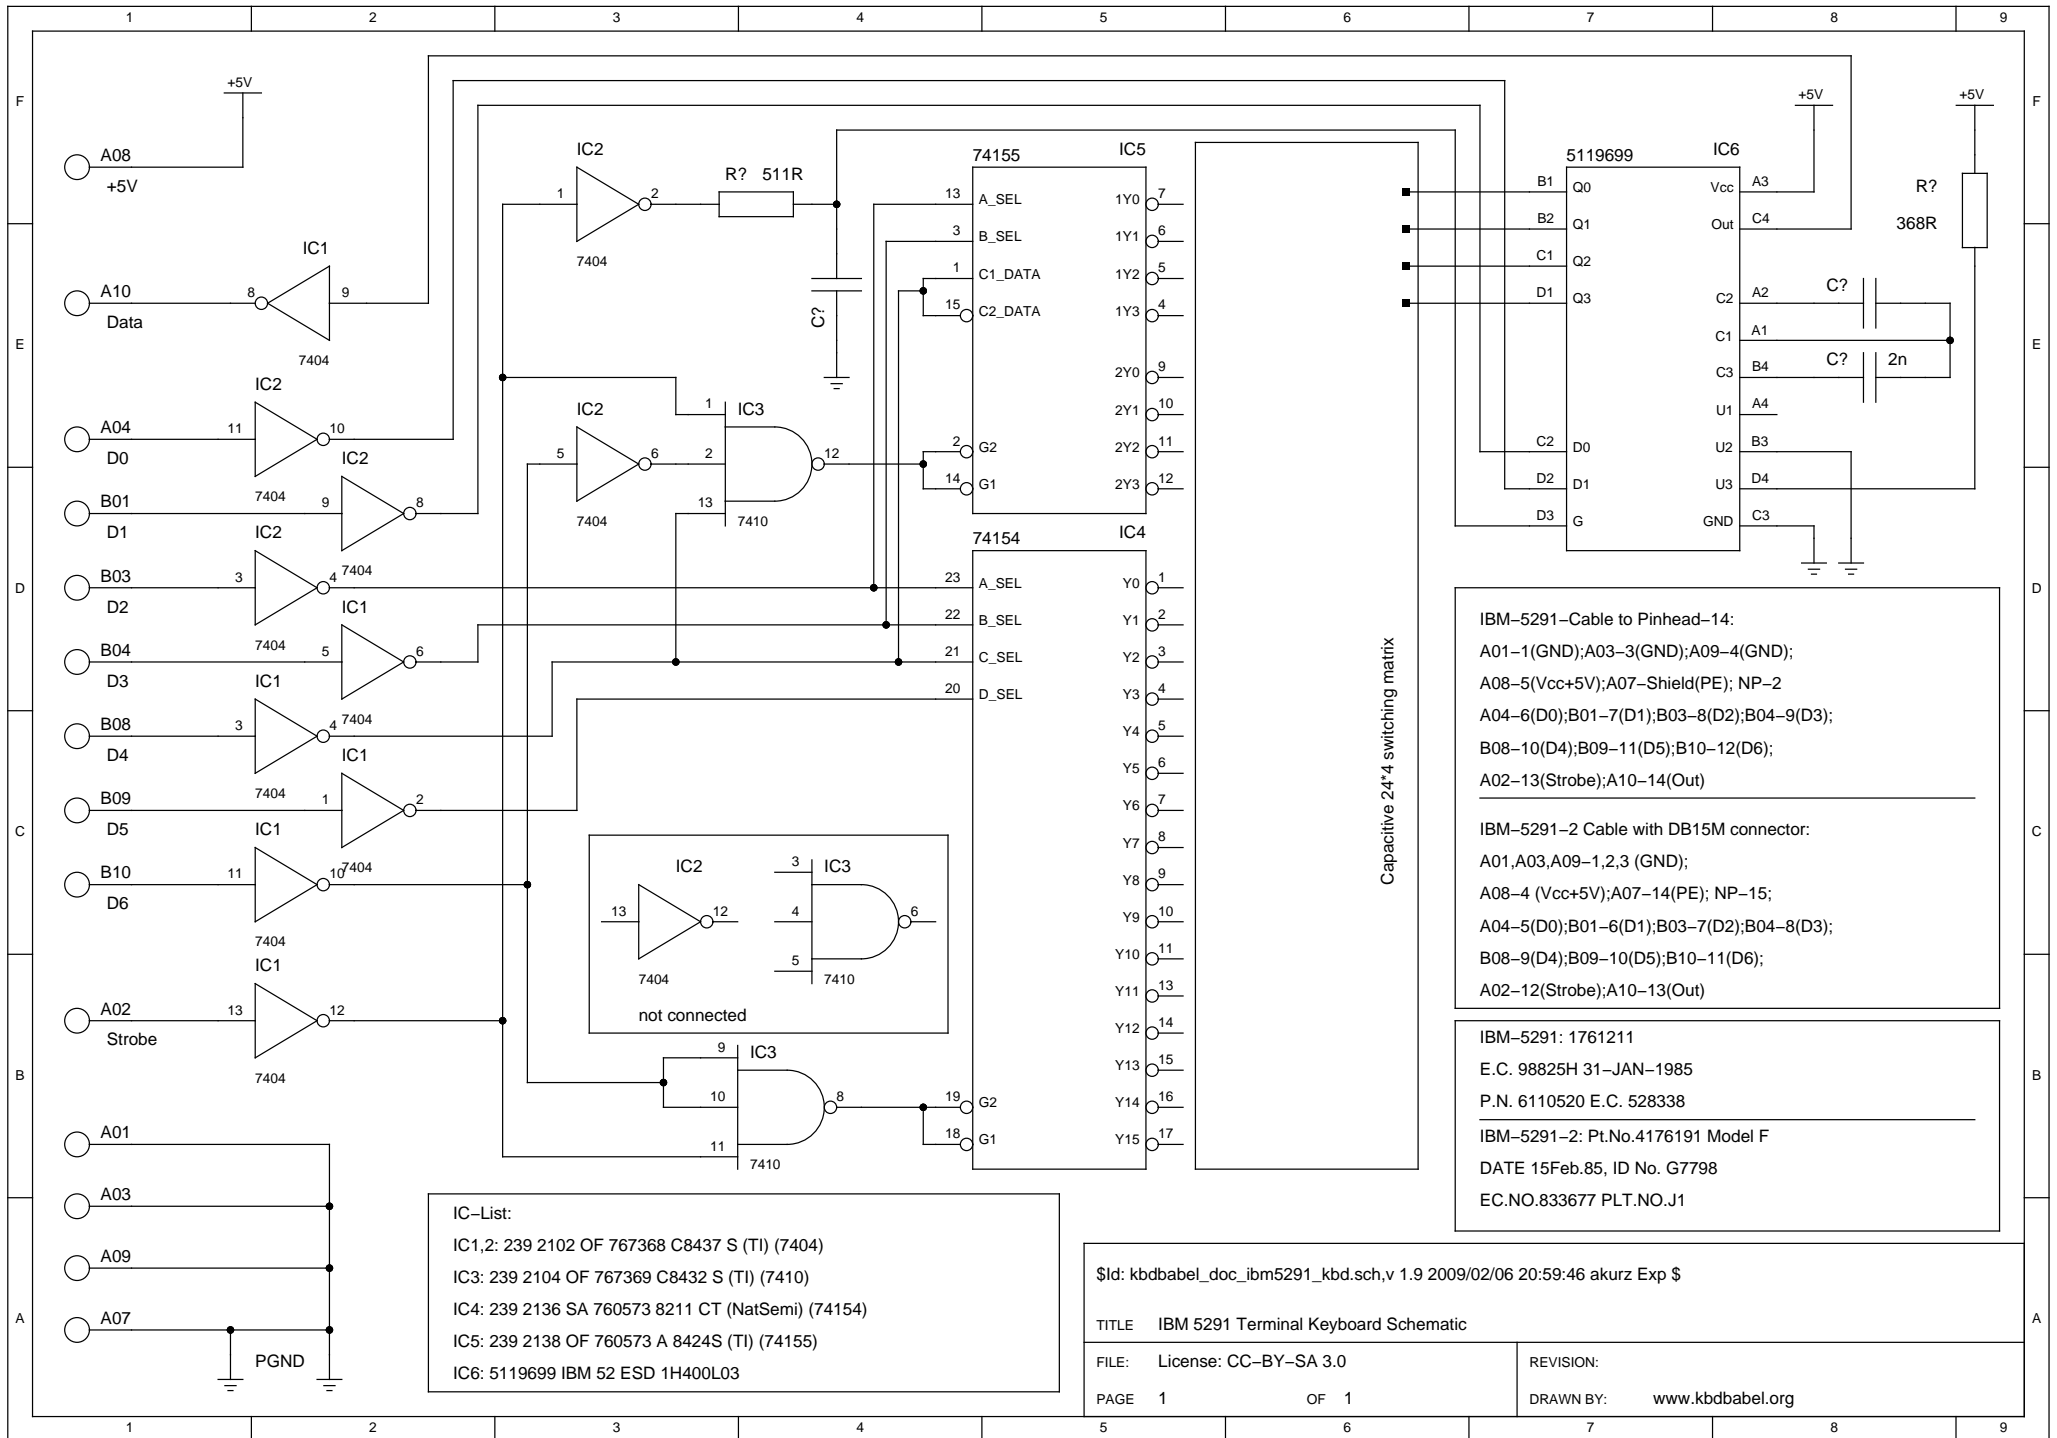 1 2 3 4 5 6 7 8 9
F
E
D
C
B
A
F
E
D
C
B
A
A08
+5V
+5V
A10
Data
IC1
8
9
7404
A04
D0
IC2
11
10
7404
B01
D1
IC2
9
8
7404
B03
D2
IC2
3
4
7404
B04
D3
IC1
5
6
7404
B08
D4
IC1
3
4
7404
B09
D5
IC1
1
2
7404
B10
D6
IC1
11
10
7404
A02
Strobe
IC1
13
12
7404
A01
A03
A09
A07
PGND
IC2
1
2
7404
R? 511R
C?
IC2
5
6
7404
1
2
13
IC3
12
7410
IC2
13
12
7404
3
4
5
IC3
6
7410
not connected
9
10
11
IC3
8
7410
74155 IC5
13 A_SEL 1Y0 7
3 B_SEL 1Y1 6
1 C1_DATA 1Y2 5
15 C2_DATA 1Y3 4
2Y0 9
2Y1 10
2 G2 2Y2 11
14 G1 2Y3 12
74154 IC4
23 A_SEL Y0 1
22 B_SEL Y1 2
21 C_SEL Y2 3
20 D_SEL Y3 4
Y4 5
Y5 6
Y6 7
Y7 8
Y8 9
Y9 10
Y10 11
Y11 13
Y12 14
Y13 15
19 G2 Y14 16
18 G1 Y15 17
Capacitive 24*4 switching matrix
5119699 IC6
B1 Q0 Vcc A3
B2 Q1 Out C4
C1 Q2
D1 Q3 C2 A2
C1 A1
C3 B4
U1 A4
C2 D0 U2 B3
D2 D1 U3 D4
D3 G GND C3
+5V
+5V
R?
368R
C?
C? 2n
IBM−5291−Cable to Pinhead−14:
A01−1(GND);A03−3(GND);A09−4(GND);
A08−5(Vcc+5V);A07−Shield(PE); NP−2
A04−6(D0);B01−7(D1);B03−8(D2);B04−9(D3);
B08−10(D4);B09−11(D5);B10−12(D6);
A02−13(Strobe);A10−14(Out)
IBM−5291−2 Cable with DB15M connector:
A01,A03,A09−1,2,3 (GND);
A08−4 (Vcc+5V);A07−14(PE); NP−15;
A04−5(D0);B01−6(D1);B03−7(D2);B04−8(D3);
B08−9(D4);B09−10(D5);B10−11(D6);
A02−12(Strobe);A10−13(Out)
IBM−5291: 1761211
E.C. 98825H 31−JAN−1985
P.N. 6110520 E.C. 528338
IBM−5291−2: Pt.No.4176191 Model F
DATE 15Feb.85, ID No. G7798
EC.NO.833677 PLT.NO.J1
IC−List:
IC1,2: 239 2102 OF 767368 C8437 S (TI) (7404)
IC3: 239 2104 OF 767369 C8432 S (TI) (7410)
IC4: 239 2136 SA 760573 8211 CT (NatSemi) (74154)
IC5: 239 2138 OF 760573 A 8424S (TI) (74155)
IC6: 5119699 IBM 52 ESD 1H400L03
$Id: kbdbabel_doc_ibm5291_kbd.sch,v 1.9 2009/02/06 20:59:46 akurz Exp $
TITLE IBM 5291 Terminal Keyboard Schematic
FILE: License: CC−BY−SA 3.0
REVISION:
PAGE 1 OF 1
DRAWN BY: www.kbdbabel.org
1 2 3 4 5 6 7 8 9